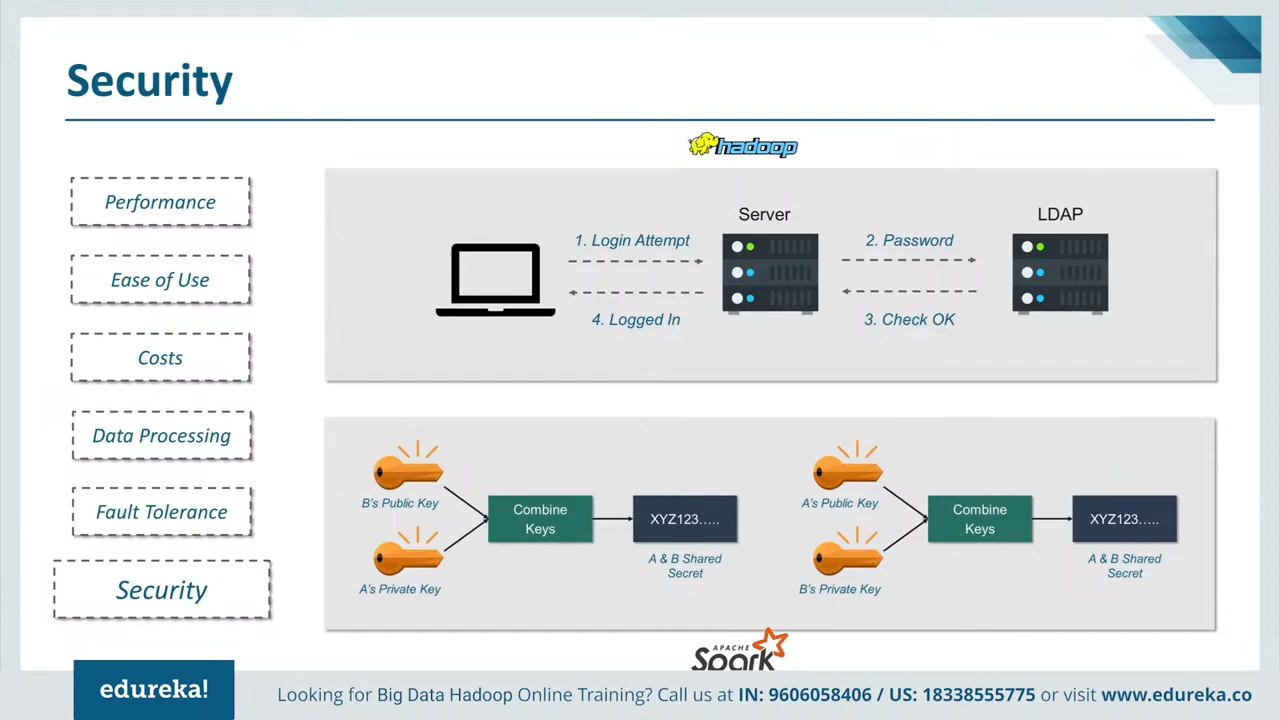 Security
hadoop
Performance
Ease of Use
Costs
Data Processing
Fault Tolerance
Security
Server
LDAP
1. Login Attempt
2. Password
4. Logged In
3. Check OK
B's Public Key
A's Private Key
Combine
Keys
XYZ123.....
A & B Shared
Secret
A's Public Key
B's Private Key
Combine
Keys
XYZ123.....
A & B Shared
Secret
APACHE
Spark
edureka!
Looking for Big Data Hadoop Online Training? Call us at IN: 9606058406 / US: 18338555775 or visit www.edureka.co